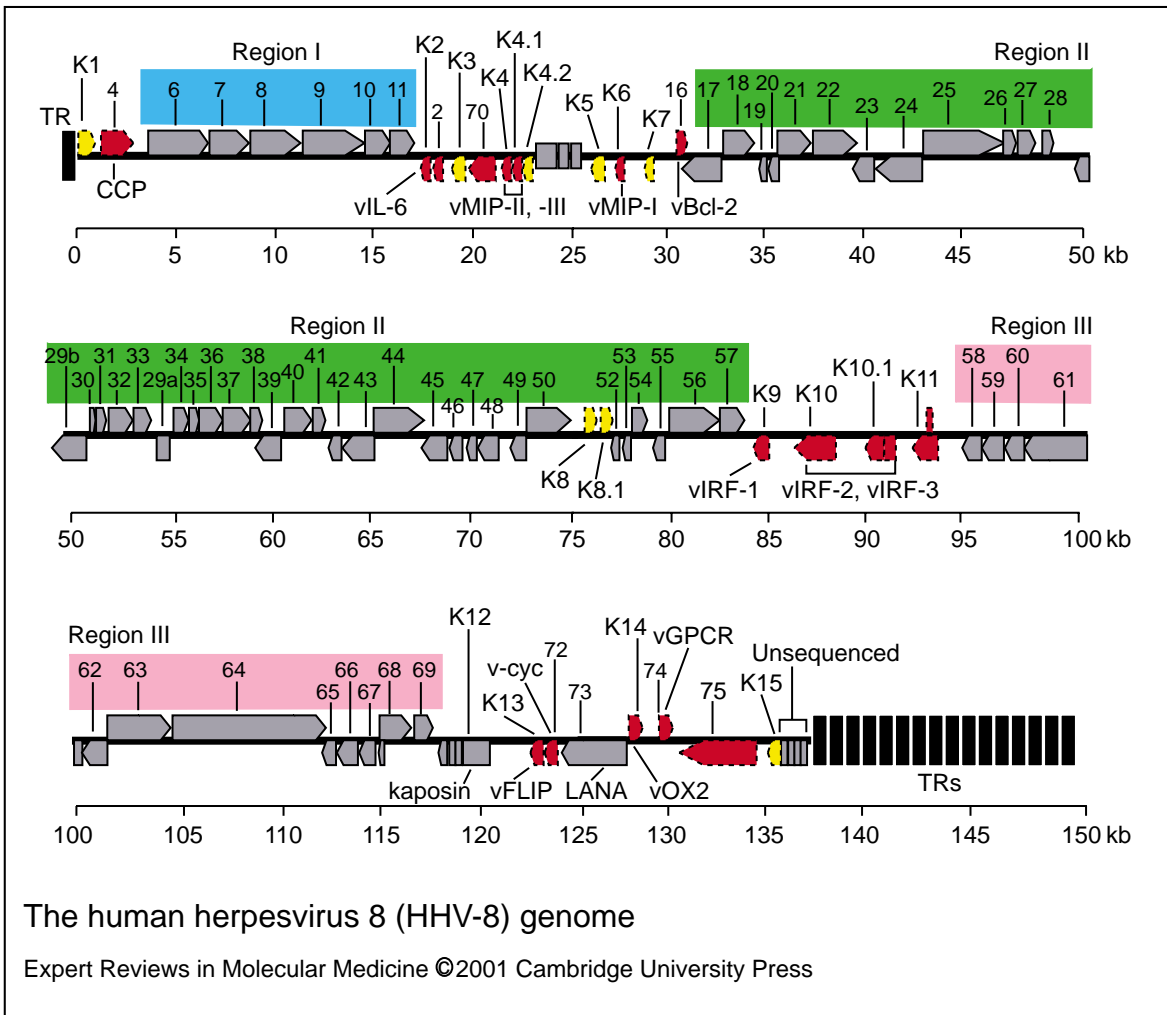 Region I
Region II
K1 4 6 7 8 9 10 11 K2 2 K3 70 K4 K4.1 K4.2 K5 K6 K7 16 17 18 19 20 21 22 23 24 25 26 27 28
TR
CCP vIL-6 vMIP-II, -III vMIP-I vBcl-2
0 5 10 15 20 25 30 35 40 45 50 kb
Region II
Region III
29b 30 31 32 33 29a 34 35 36 37 38 39 40 41 42 43 44 45 46 47 48 49 50 52 53 54 55 56 57 K9 K10 K10.1 K11 58 59 60 61
K8 K8.1 vIRF-1 vIRF-2, vIRF-3
50 55 60 65 70 75 80 85 90 95 100 kb
Region III
62 63 64 65 66 67 68 69 K12 K13 v-cyc 72 73 K14 74 vGPCR 75 K15 Unsequenced
kaposin vFLIP LANA vOX2 TRs
100 105 110 115 120 125 130 135 140 145 150 kb
The human herpesvirus 8 (HHV-8) genome
Expert Reviews in Molecular Medicine ©2001 Cambridge University Press